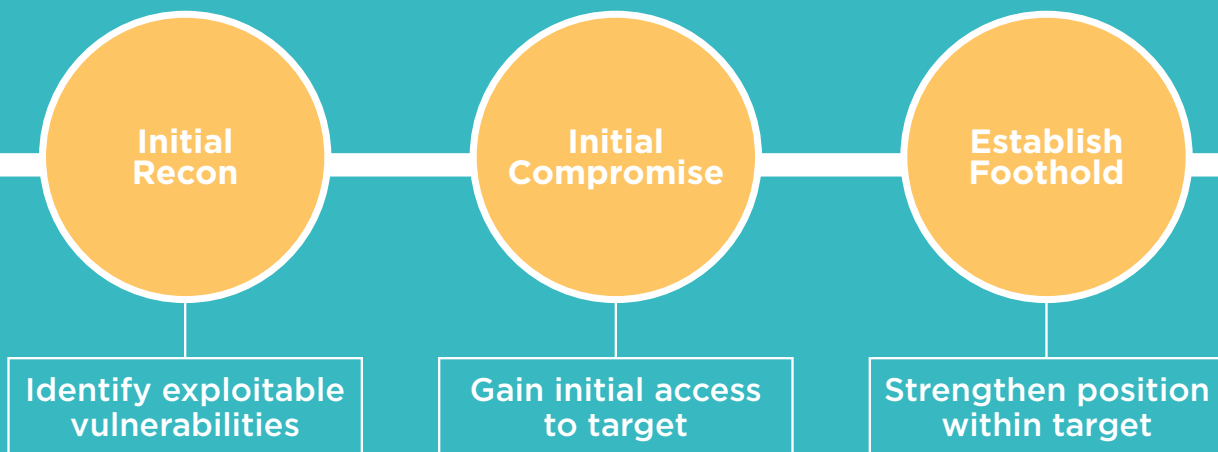 Initial
Recon
Identify exploitable
vulnerabilities
Initial
Compromise
Gain initial access
to target
Establish
Foothold
Strengthen position
within target